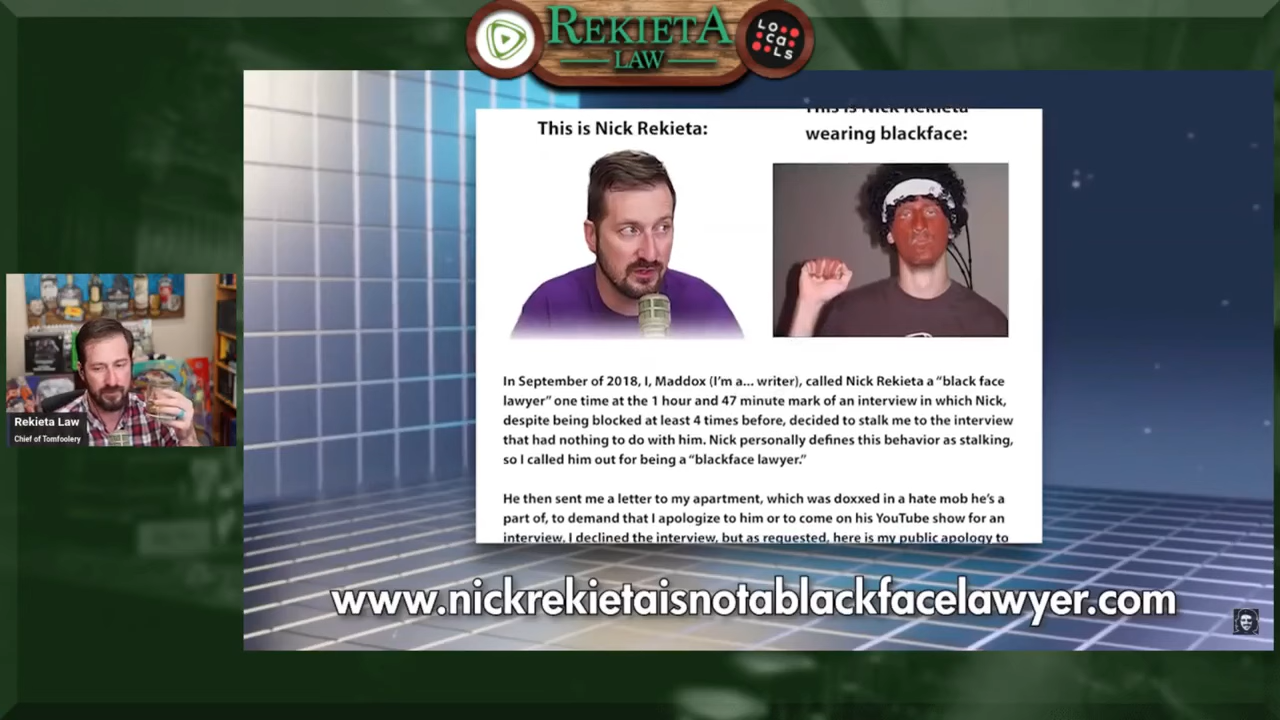 REKIETA
LAW
LOCALS
This is Nick Rekieta:
This is Nick Rekieta
wearing blackface:
In September of 2018, I, Maddox (I'm a... writer), called Nick Rekieta a “black face
lawyer” one time at the 1 hour and 47 minute mark of an interview in which Nick,
despite being blocked at least 4 times before, decided to stalk me to the interview
that had nothing to do with him. Nick personally defines this behavior as stalking,
so I called him out for being a “blackface lawyer.”
He then sent me a letter to my apartment, which was doxxed in a hate mob he's a
part of, to demand that I apologize to him or to come on his YouTube show for an
interview. I declined the interview, but as requested, here is my public apology to
Rekieta Law
Chief of Tomfoolery
www.nickrekietaisnotablackfacelawyer.com